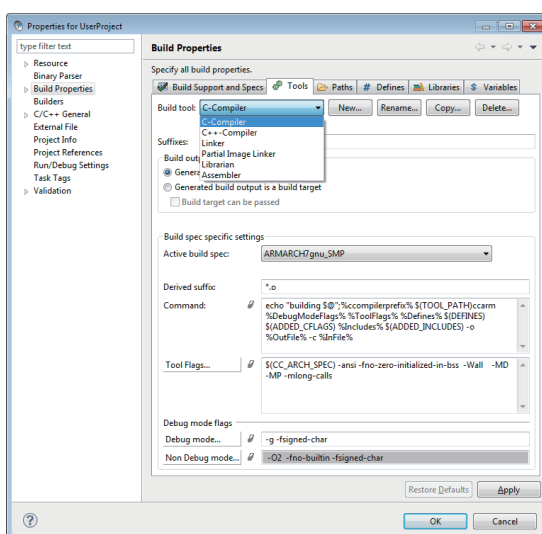 Properties for UserProject
type filter text
Resource
Binary Parser
Build Properties
Builders
C/C++ General
External File
Project Info
Project References
Run/Debug Settings
Task Tags
Validation
Build Properties
Specify all build properties.
Build Support and Specs Tools Paths # Defines Libraries $ Variables
Build tool: C-Compiler New... Rename... Copy... Delete...
C-Compiler
C++-Compiler
Linker
Partial Image Linker
Librarian
Assembler
Suffixes:
Build out
Genera
Generated build output is a build target
Build target can be passed
Build spec specific settings
Active build spec: ARMARCH7gnu_SMP
Derived suffix: *.o
Command: echo "building $@";%ccompilerprefix% $(TOOL_PATH)ccarm
%DebugModeFlags% %ToolFlags% %Defines% $(DEFINES)
$(ADDED_CFLAGS) %Includes% $(ADDED_INCLUDES) -o
%OutFile% -c %InFile%
Tool Flags... $(CC_ARCH_SPEC) -ansi -fno-zero-initialized-in-bss -Wall -MD
-MP -mlong-calls
Debug mode flags
Debug mode... -g -fsigned-char
Non Debug mode... -O2 -fno-builtin -fsigned-char
Restore Defaults Apply
? OK Cancel